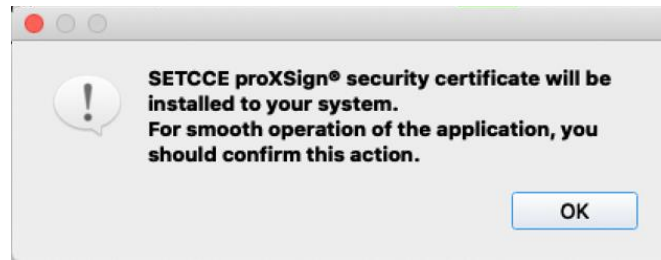 SETCCE proXSign® security certificate will be
installed to your system.
For smooth operation of the application, you
should confirm this action.
OK